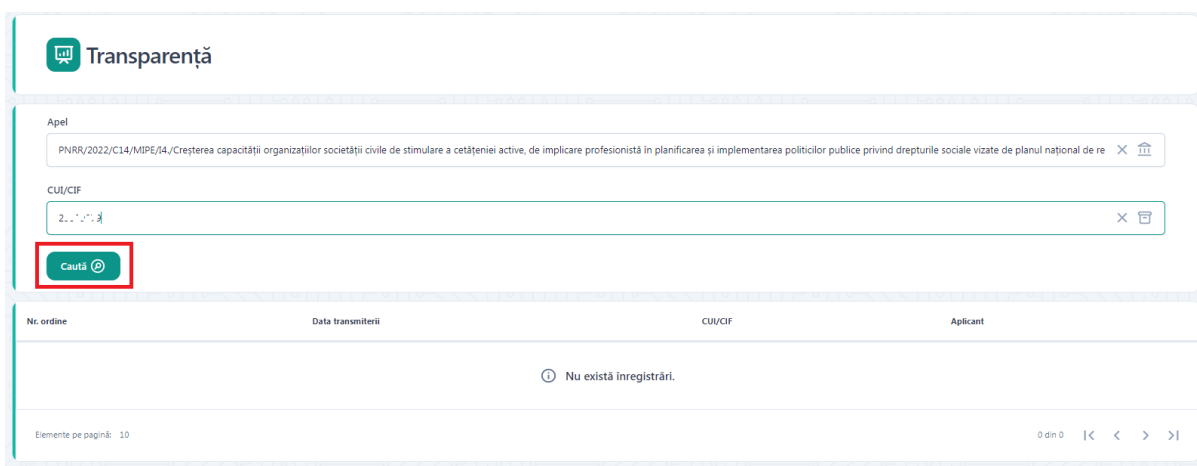 Transparență
Apel
PNRR/2022/C14/MIPE/I4./Creșterea capacității organizațiilor societății civile de stimulare a cetățeniei active, de implicare profesionistă în planificarea și implementarea politicilor publice privind drepturile sociale vizate de planul național de re
CUI/CIF
Caută
Nr. ordine Data transmiterii CUI/CIF Aplicant
Nu există înregistrări.
Elemente pe pagină: 10 0 din 0